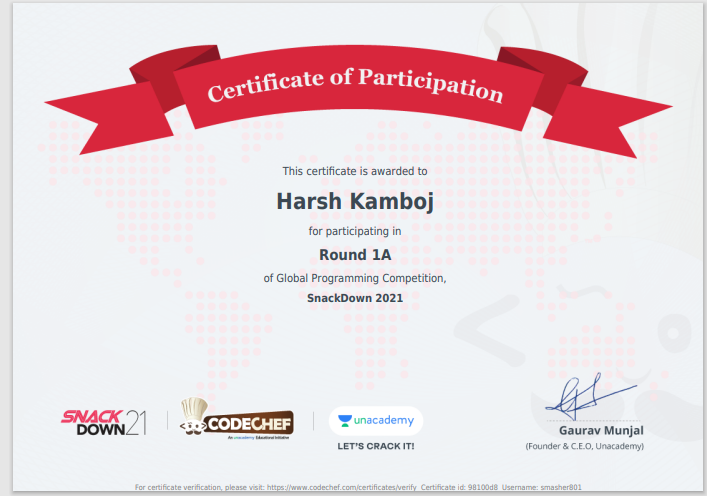 Certificate of Participation
This certificate is awarded to
Harsh Kamboj
for participating in
Round 1A
of Global Programming Competition,
SnackDown 2021
SNACK
DOWN21
CODECHEF
An unacademy Educational Initiative
unacademy
LET'S CRACK IT!
Gaurav Munjal
(Founder & C.E.O, Unacademy)
For certificate verification, please visit: https://www.codechef.com/certificates/verify Certificate id: 98100d8 Username: smasher801